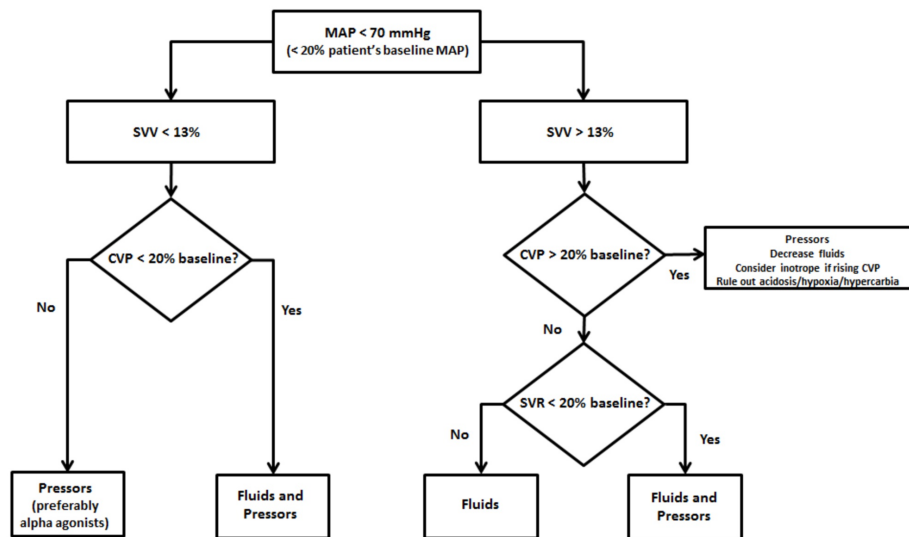 MAP < 70 mmHg
(< 20% patient's baseline MAP)
SVV < 13%
SVV > 13%
CVP < 20% baseline?
CVP > 20% baseline?
Pressors
Decrease fluids
Consider inotrope if rising CVP
Rule out acidosis/hypoxia/hypercarbia
Yes
No
Yes
No
SVR < 20% baseline?
No
Yes
Pressors
(preferably
alpha agonists)
Fluids and
Pressors
Fluids
Fluids and
Pressors